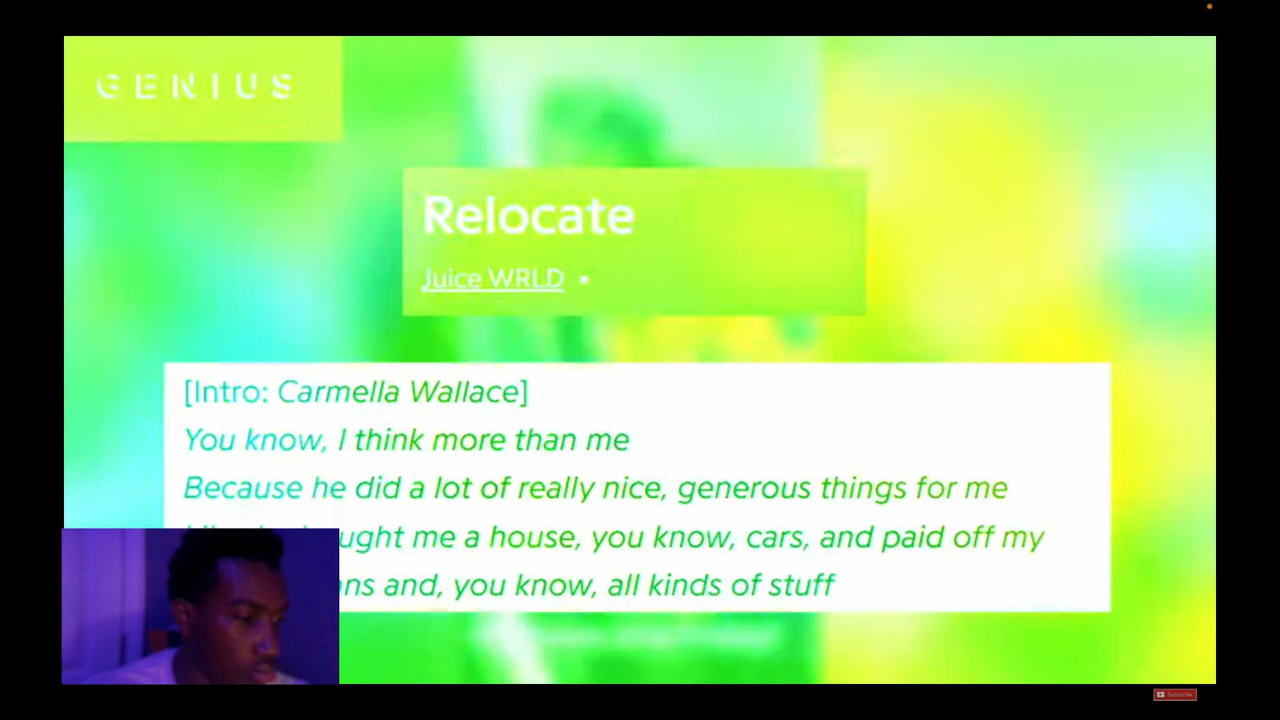 GENIUS
Relocate
Juice WRLD •
[Intro: Carmella Wallace]
You know, I think more than me
Because he did a lot of really nice, generous things for me
ught me a house, you know, cars, and paid off my
ans and, you know, all kinds of stuff
Subscribe